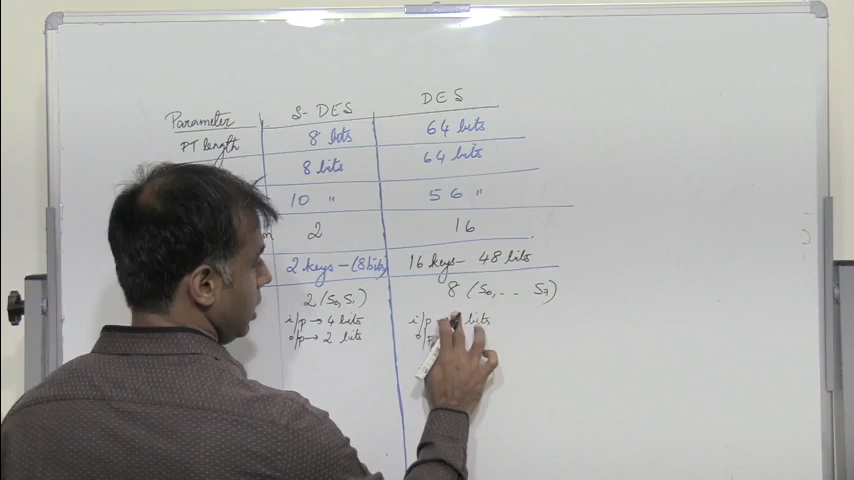 Parameter S-DES DES
PT length 8 bits 64 bits
8 bits 64 bits
10 " 56 "
2 16
2 keys - (8 bits) 16 keys - 48 bits
2 (S0, S1) 8 (S0, -- S7)
i/p → 4 bits i/p bits
o/p → 2 bits o/p